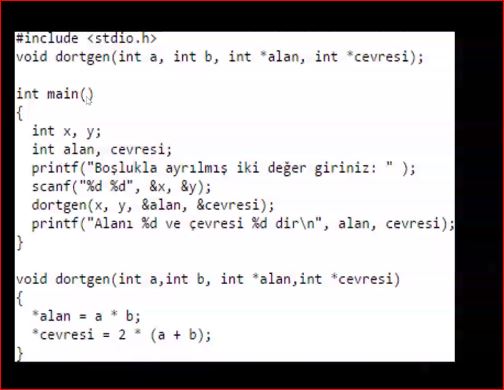 #include <stdio.h>
void dortgen(int a, int b, int *alan, int *cevresi);

int main()
{
  int x, y;
  int alan, cevresi;
  printf("Boşlukla ayrılmış iki değer giriniz: " );
  scanf("%d %d", &x, &y);
  dortgen(x, y, &alan, &cevresi);
  printf("Alanı %d ve çevresi %d dir\n", alan, cevresi);
}

void dortgen(int a,int b, int *alan,int *cevresi)
{
  *alan = a * b;
  *cevresi = 2 * (a + b);
}